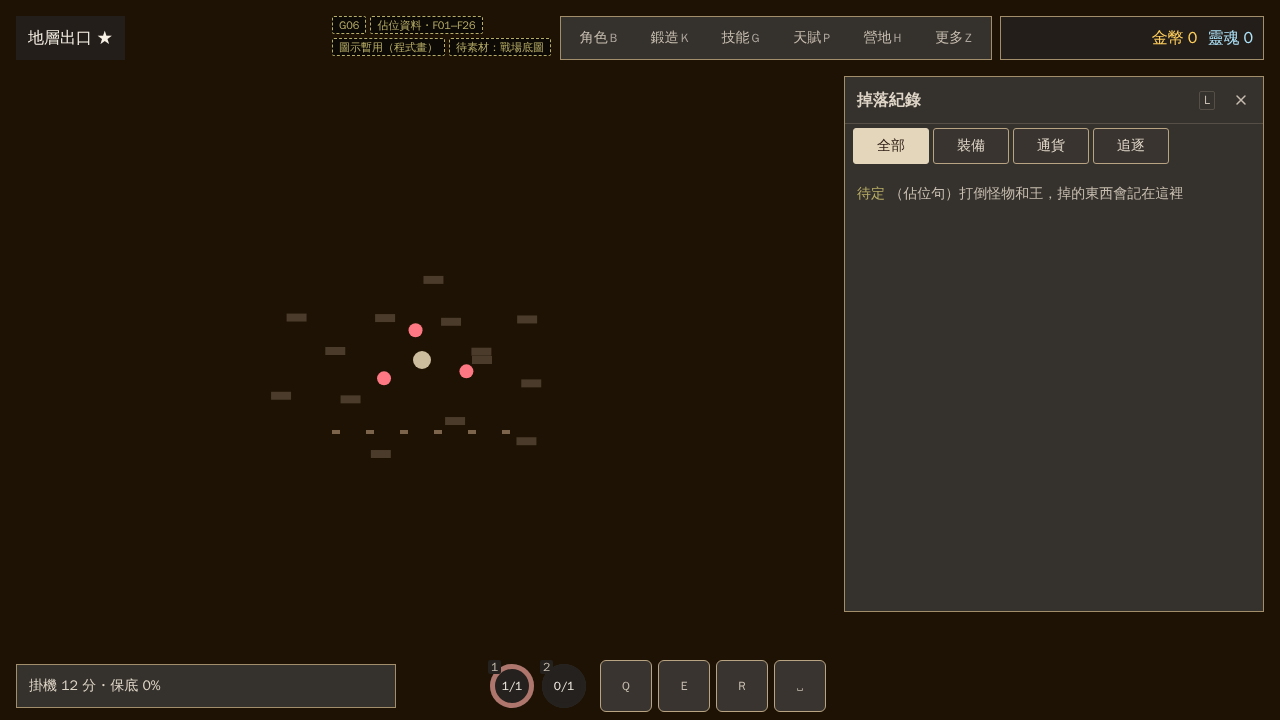 地層出口 ★
G06 佔位資料・F01—F26
圖示暫用（程式畫） 待素材：戰場底圖
角色B 鍛造K 技能G 天賦P 營地H 更多Z
金幣 0 靈魂 0
掉落紀錄 L ×
全部 裝備 通貨 追逐
待定 （佔位句）打倒怪物和王，掉的東西會記在這裡
掛機 12 分・保底 0%
1 1/1 2 0/1 Q E R ␣